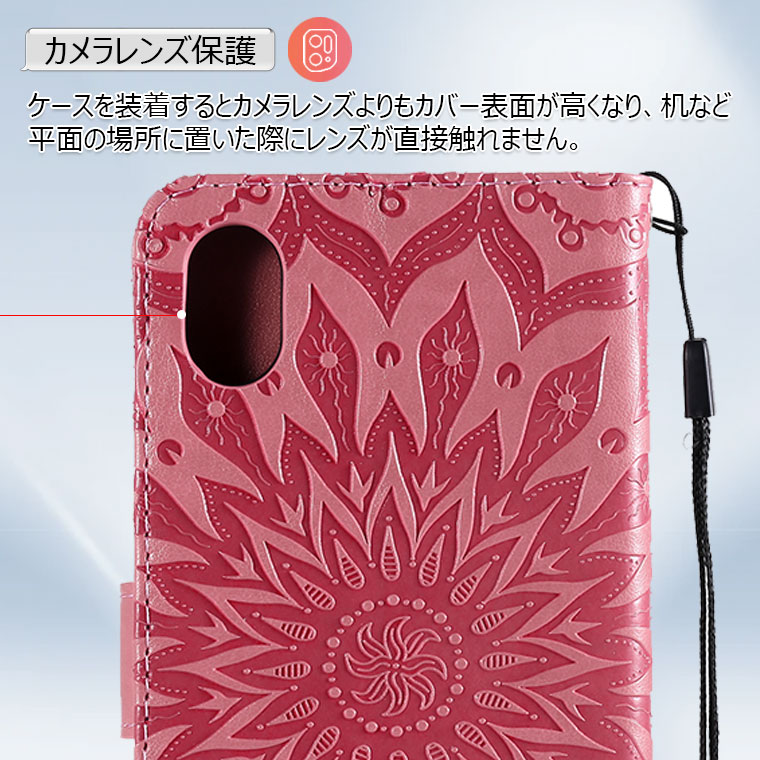 カメラレンズ保護
ケースを装着するとカメラレンズよりもカバー表面が高くなり、机など
平面の場所に置いた際にレンズが直接触れません。